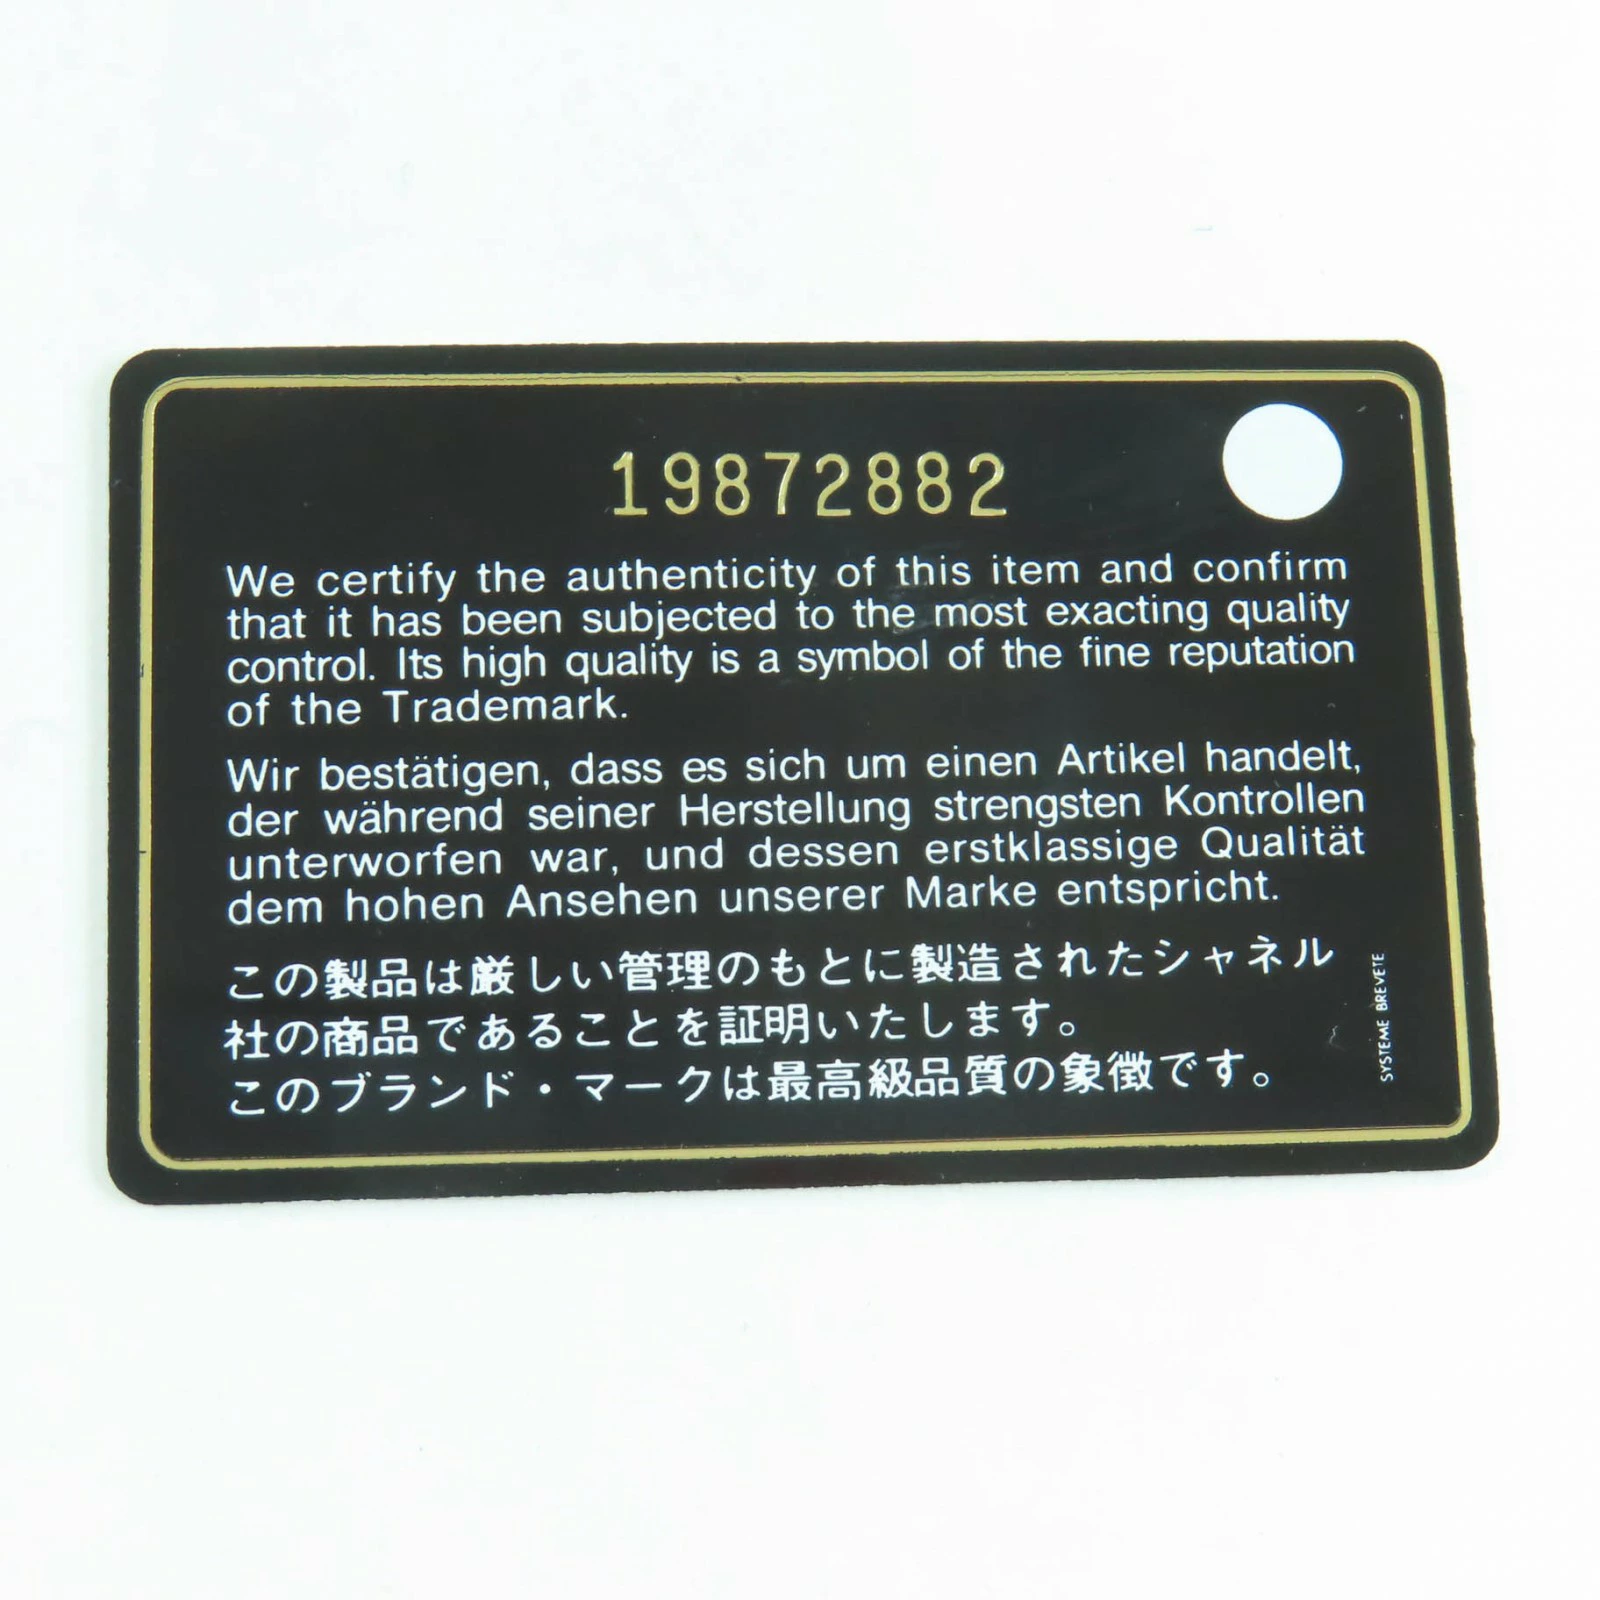 19872882
We certify the authenticity of this item and confirm
that it has been subjected to the most exacting quality
control. Its high quality is a symbol of the fine reputation
of the Trademark.
Wir bestätigen, dass es sich um einen Artikel handelt,
der während seiner Herstellung strengsten Kontrollen
unterworfen war, und dessen erstklassige Qualität
dem hohen Ansehen unserer Marke entspricht.
この製品は厳しい管理のもとに製造されたシャネル
社の商品であることを証明いたします。
このブランド・マークは最高級品質の象徴です。
SYSTEME BREVETE